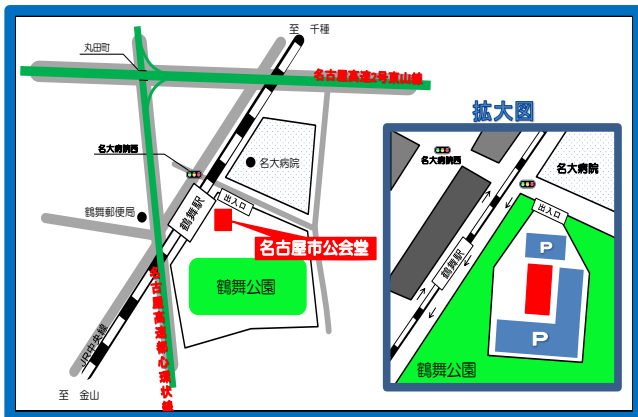 至 千種
丸田町
名古屋高速2号東山線
名大病院西
名大病院
出入口
鶴舞駅
鶴舞郵便局
名古屋市公会堂
鶴舞公園
名古屋高速都心環状線
JR中央線
至 金山
拡大図
名大病院西
名大病院
出入口
P
鶴舞駅
P
鶴舞公園